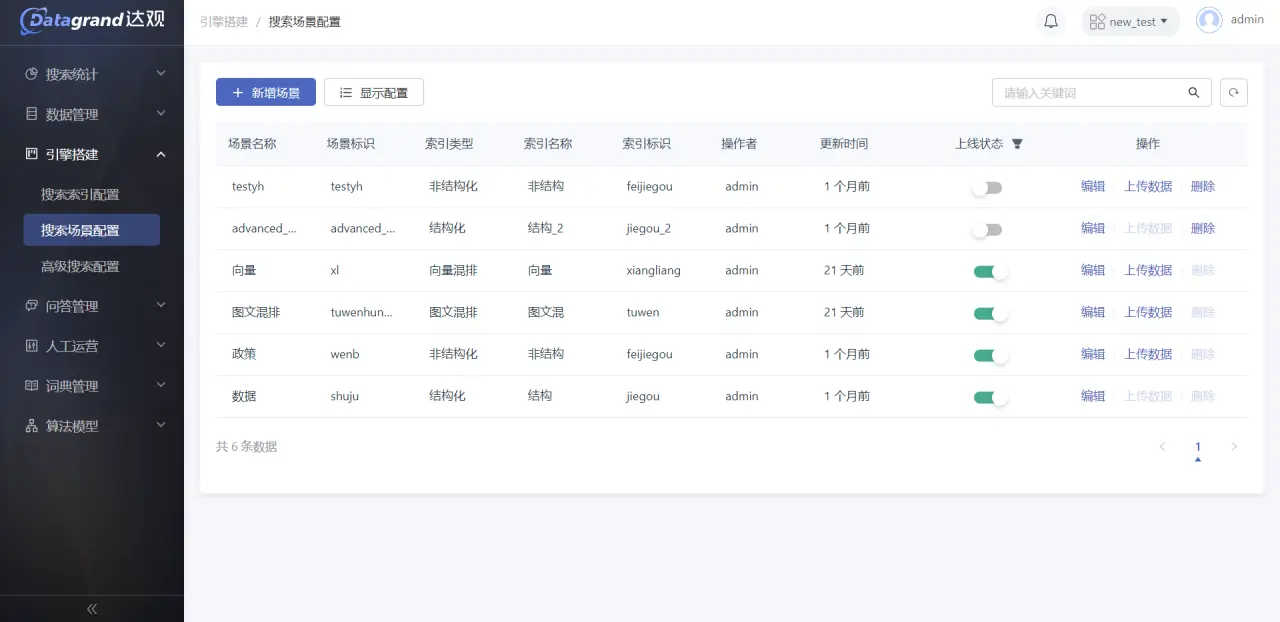 Datagrand达观
引擎搭建 / 搜索场景配置
new_test
admin
搜索统计
数据管理
引擎搭建
搜索索引配置
搜索场景配置
高级搜索配置
问答管理
人工运营
词典管理
算法模型
+ 新增场景
显示配置
请输入关键词
场景名称 场景标识 索引类型 索引名称 索引标识 操作者 更新时间 上线状态 操作
testyh testyh 非结构化 非结构 feijiegou admin 1 个月前 编辑 上传数据 删除
advanced_... advanced_... 结构化 结构_2 jiegou_2 admin 1 个月前 编辑 上传数据 删除
向量 xl 向量混排 向量 xiangliang admin 21 天前 编辑 上传数据 删除
图文混排 tuwenhun... 图文混排 图文混 tuwen admin 21 天前 编辑 上传数据 删除
政策 wenb 非结构化 非结构 feijiegou admin 1 个月前 编辑 上传数据 删除
数据 shuju 结构化 结构 jiegou admin 1 个月前 编辑 上传数据 删除
共 6 条数据
1